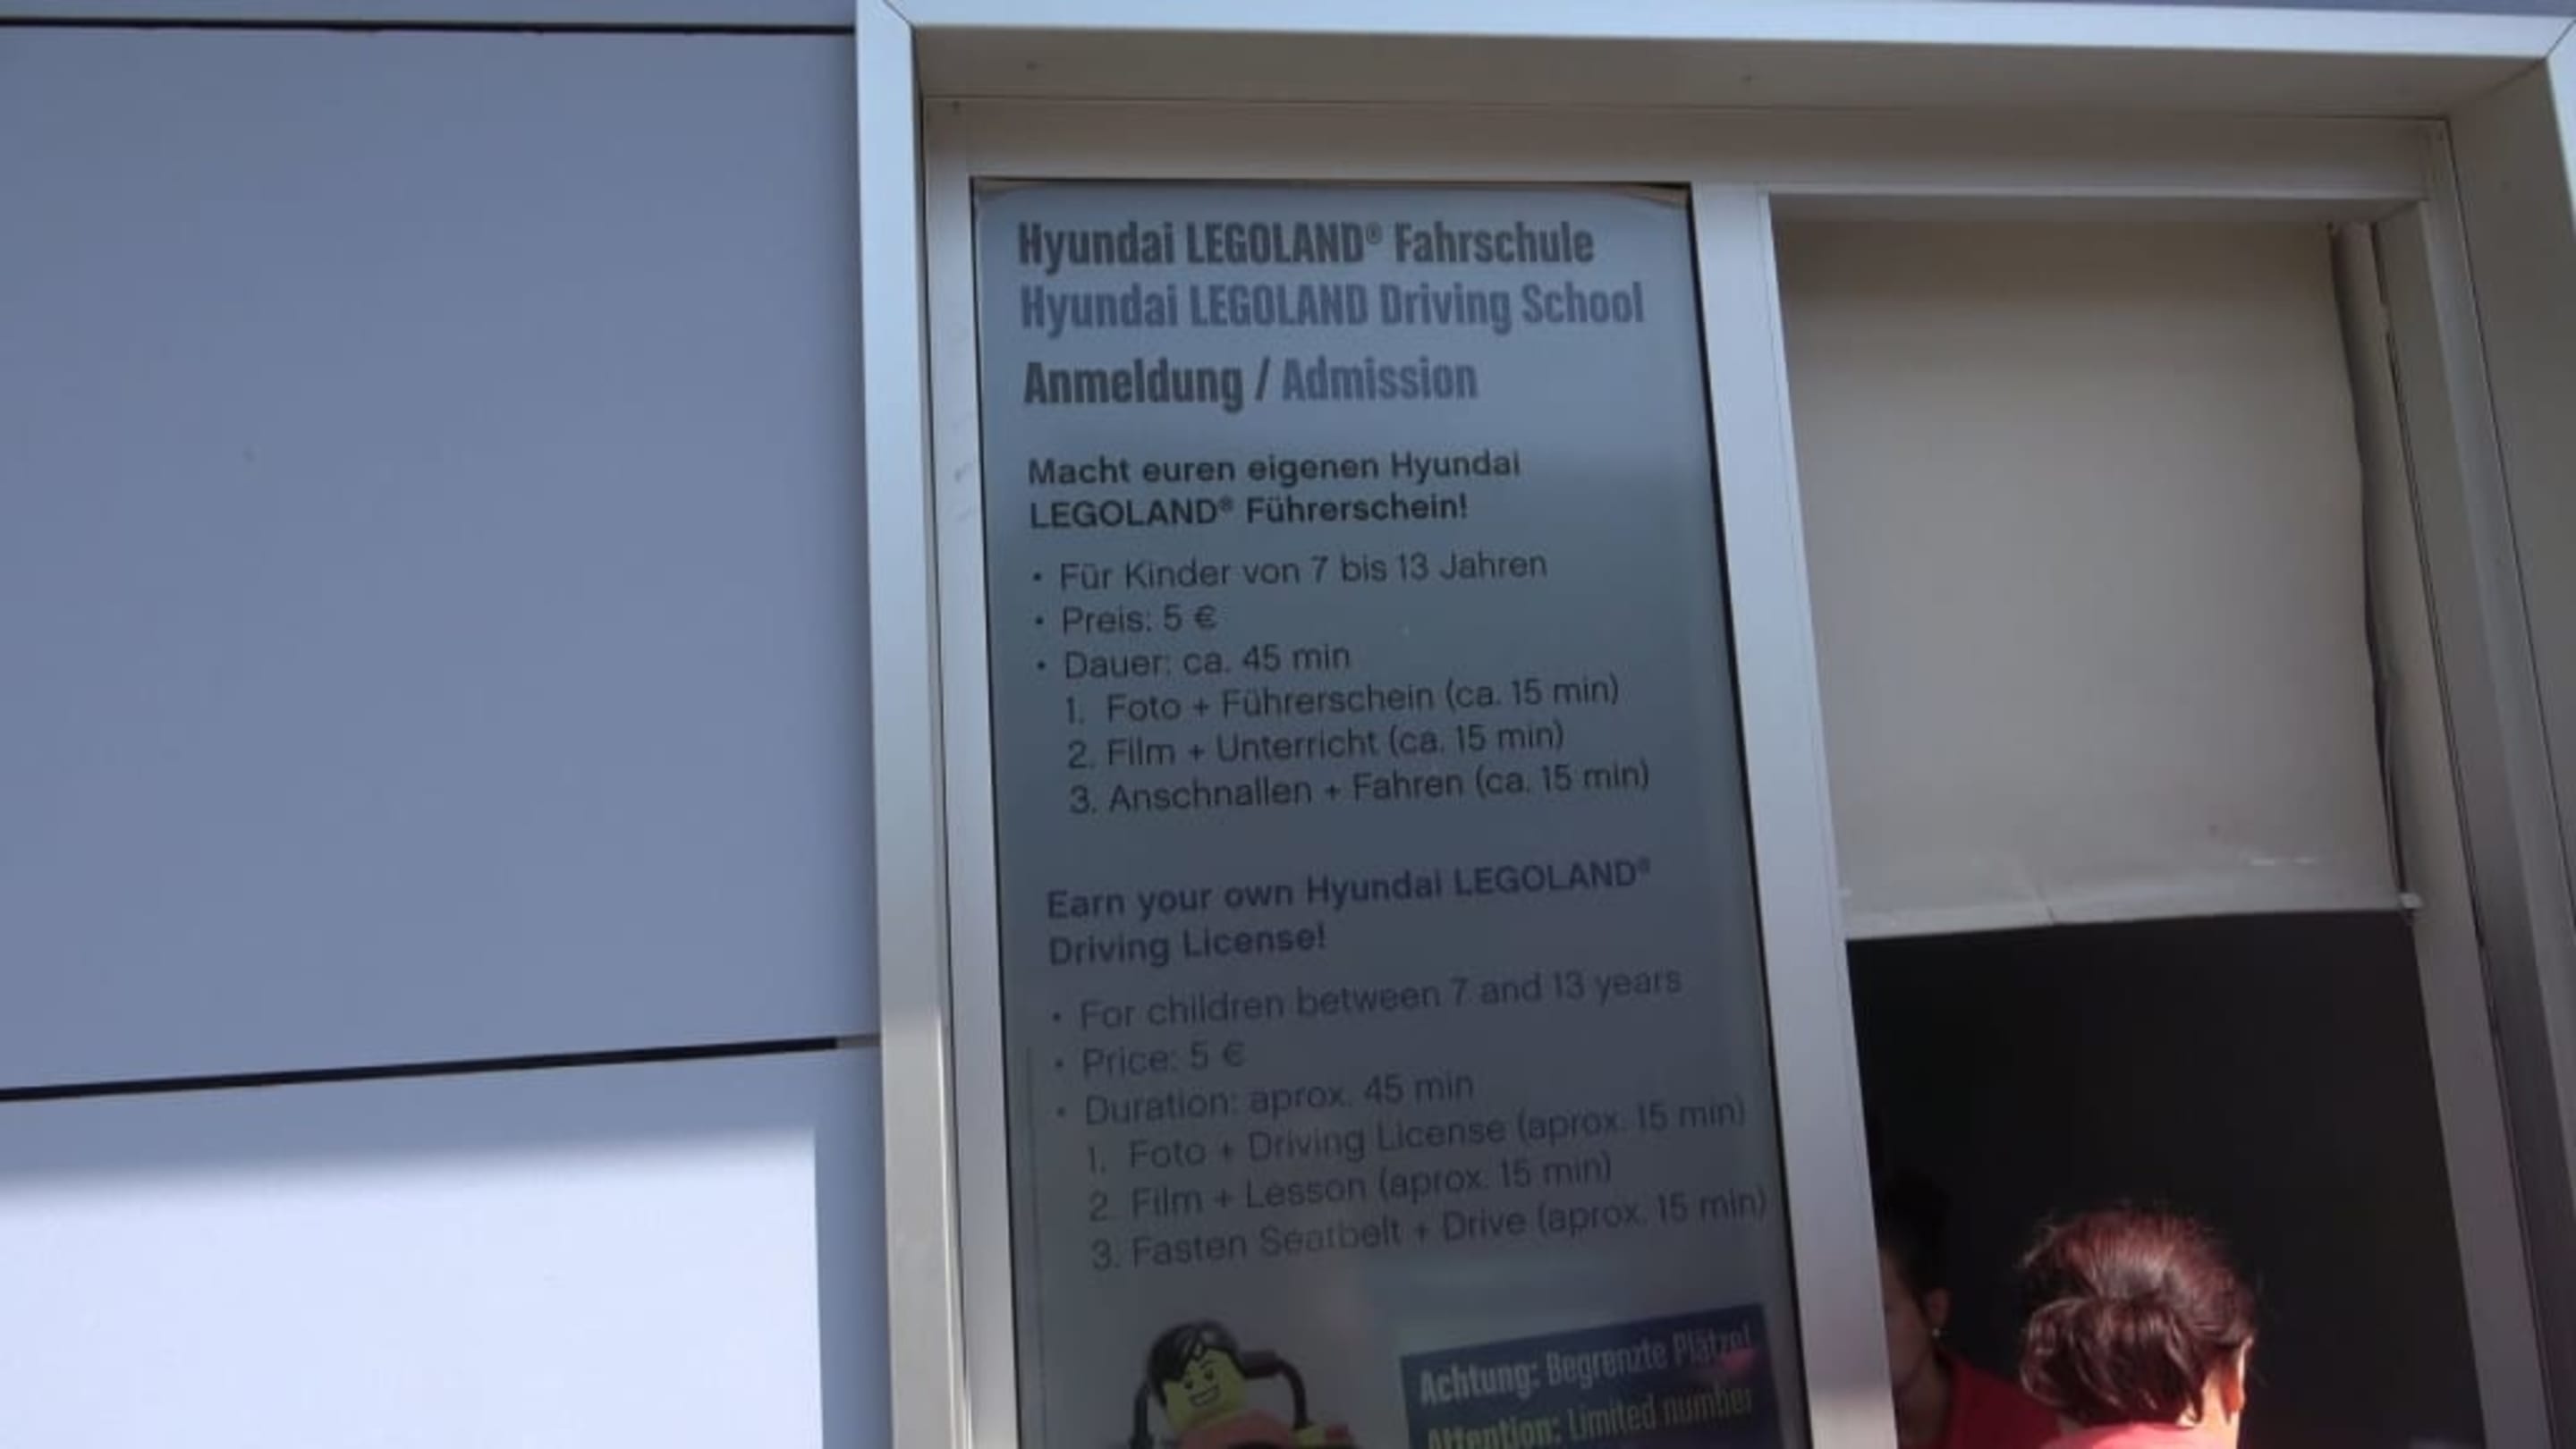 Hyundai LEGOLAND® Fahrschule
Hyundai LEGOLAND Driving School
Anmeldung / Admission
Macht euren eigenen Hyundai
LEGOLAND® Führerschein!
• Für Kinder von 7 bis 13 Jahren
• Preis: 5 €
• Dauer: ca. 45 min
1. Foto + Führerschein (ca. 15 min)
2. Film + Unterricht (ca. 15 min)
3. Anschnallen + Fahren (ca. 15 min)
Earn your own Hyundai LEGOLAND®
Driving License!
• For children between 7 and 13 years
• Price: 5 €
• Duration: aprox. 45 min
1. Foto + Driving License (aprox. 15 min)
2. Film + Lesson (aprox. 15 min)
3. Fasten Seatbelt + Drive (aprox. 15 min)
Achtung: Begrenzte Plätze!
Attention: Limited number